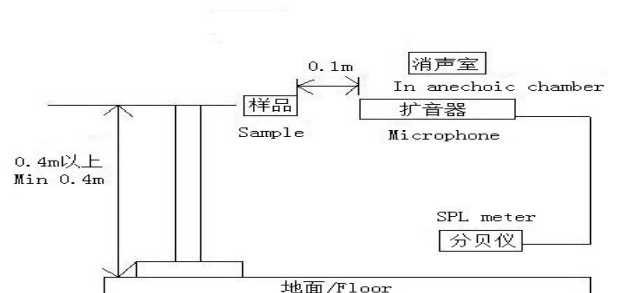 消声室
0.1m
In anechoic chamber
样品
扩音器
Sample
Microphone
0.4m以上
Min 0.4m
SPL meter
分贝仪
地面/Floor